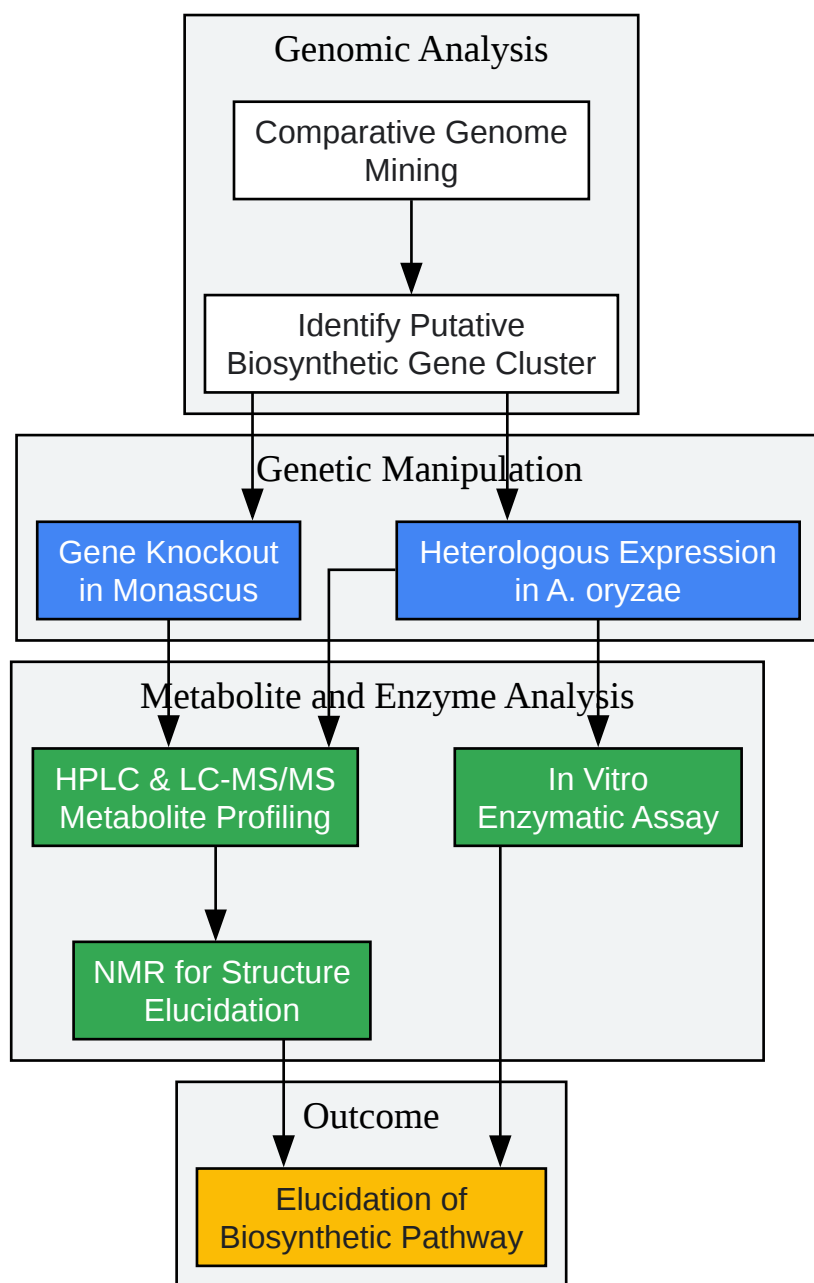 Genomic Analysis
Comparative Genome
Mining
Identify Putative
Biosynthetic Gene Cluster
Genetic Manipulation
Gene Knockout
in Monascus
Heterologous Expression
in A. oryzae
Metabolite and Enzyme Analysis
HPLC & LC-MS/MS
Metabolite Profiling
In Vitro
Enzymatic Assay
NMR for Structure
Elucidation
Outcome
Elucidation of
Biosynthetic Pathway